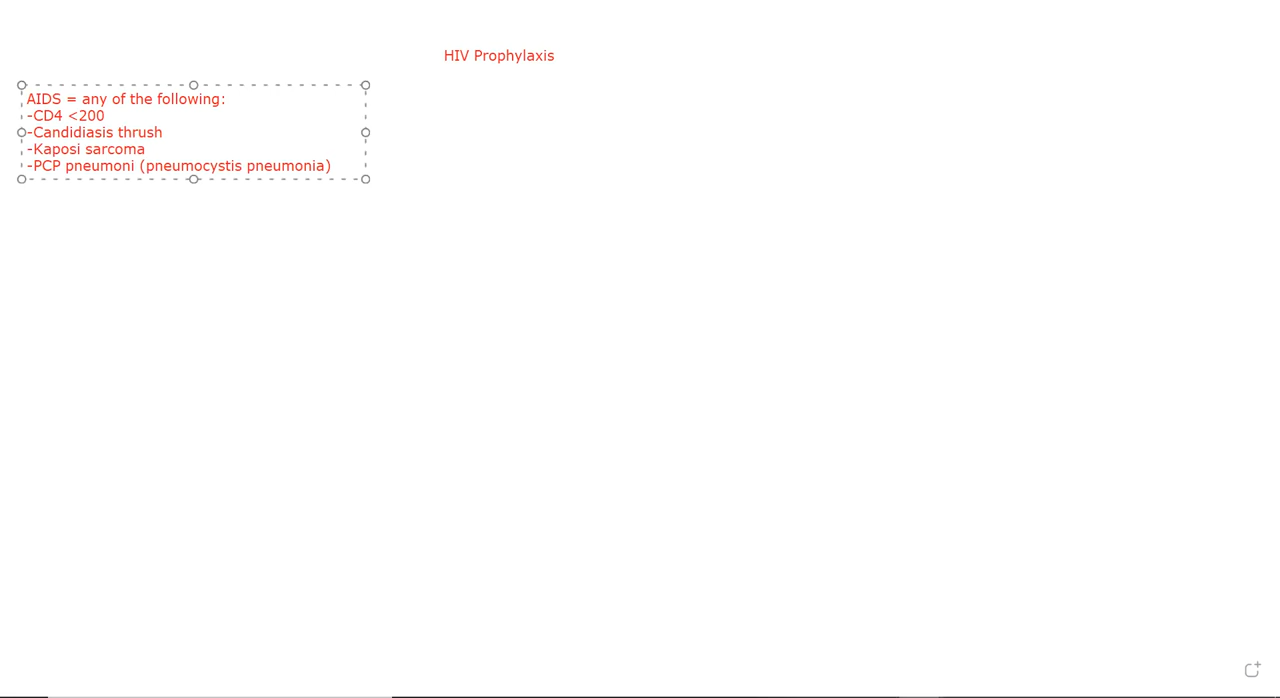 HIV Prophylaxis
AIDS = any of the following:
-CD4 <200
-Candidiasis thrush
-Kaposi sarcoma
-PCP pneumoni (pneumocystis pneumonia)